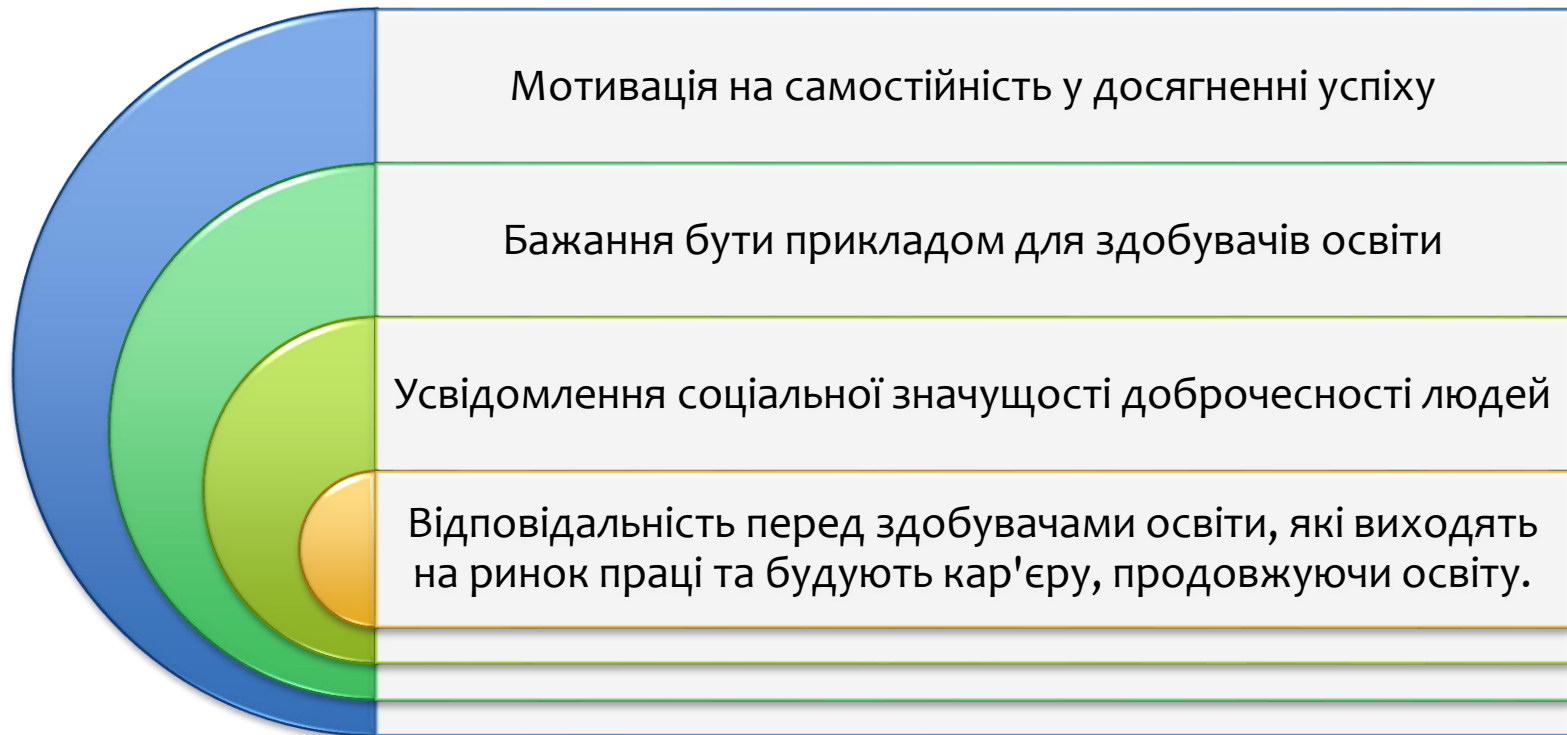 Мотивація на самостійність у досягненні успіху
Бажання бути прикладом для здобувачів освіти
Усвідомлення соціальної значущості доброчесності людей
Відповідальність перед здобувачами освіти, які виходять
на ринок праці та будують кар'єру, продовжуючи освіту.